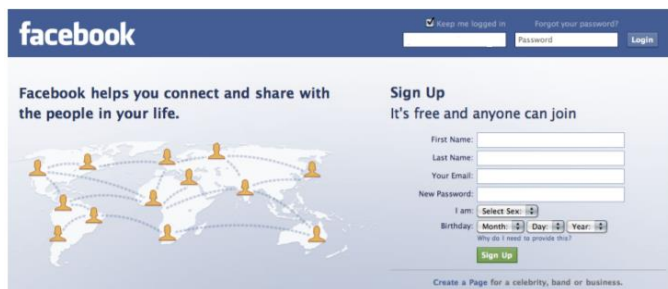 facebook
Keep me logged in
Forgot your password?
Password
Login
Facebook helps you connect and share with
the people in your life.
Sign Up
It's free and anyone can join
First Name:
Last Name:
Your Email:
New Password:
I am: Select Sex:
Birthday: Month: Day: Year:
Why do I need to provide this?
Sign Up
Create a Page for a celebrity, band or business.